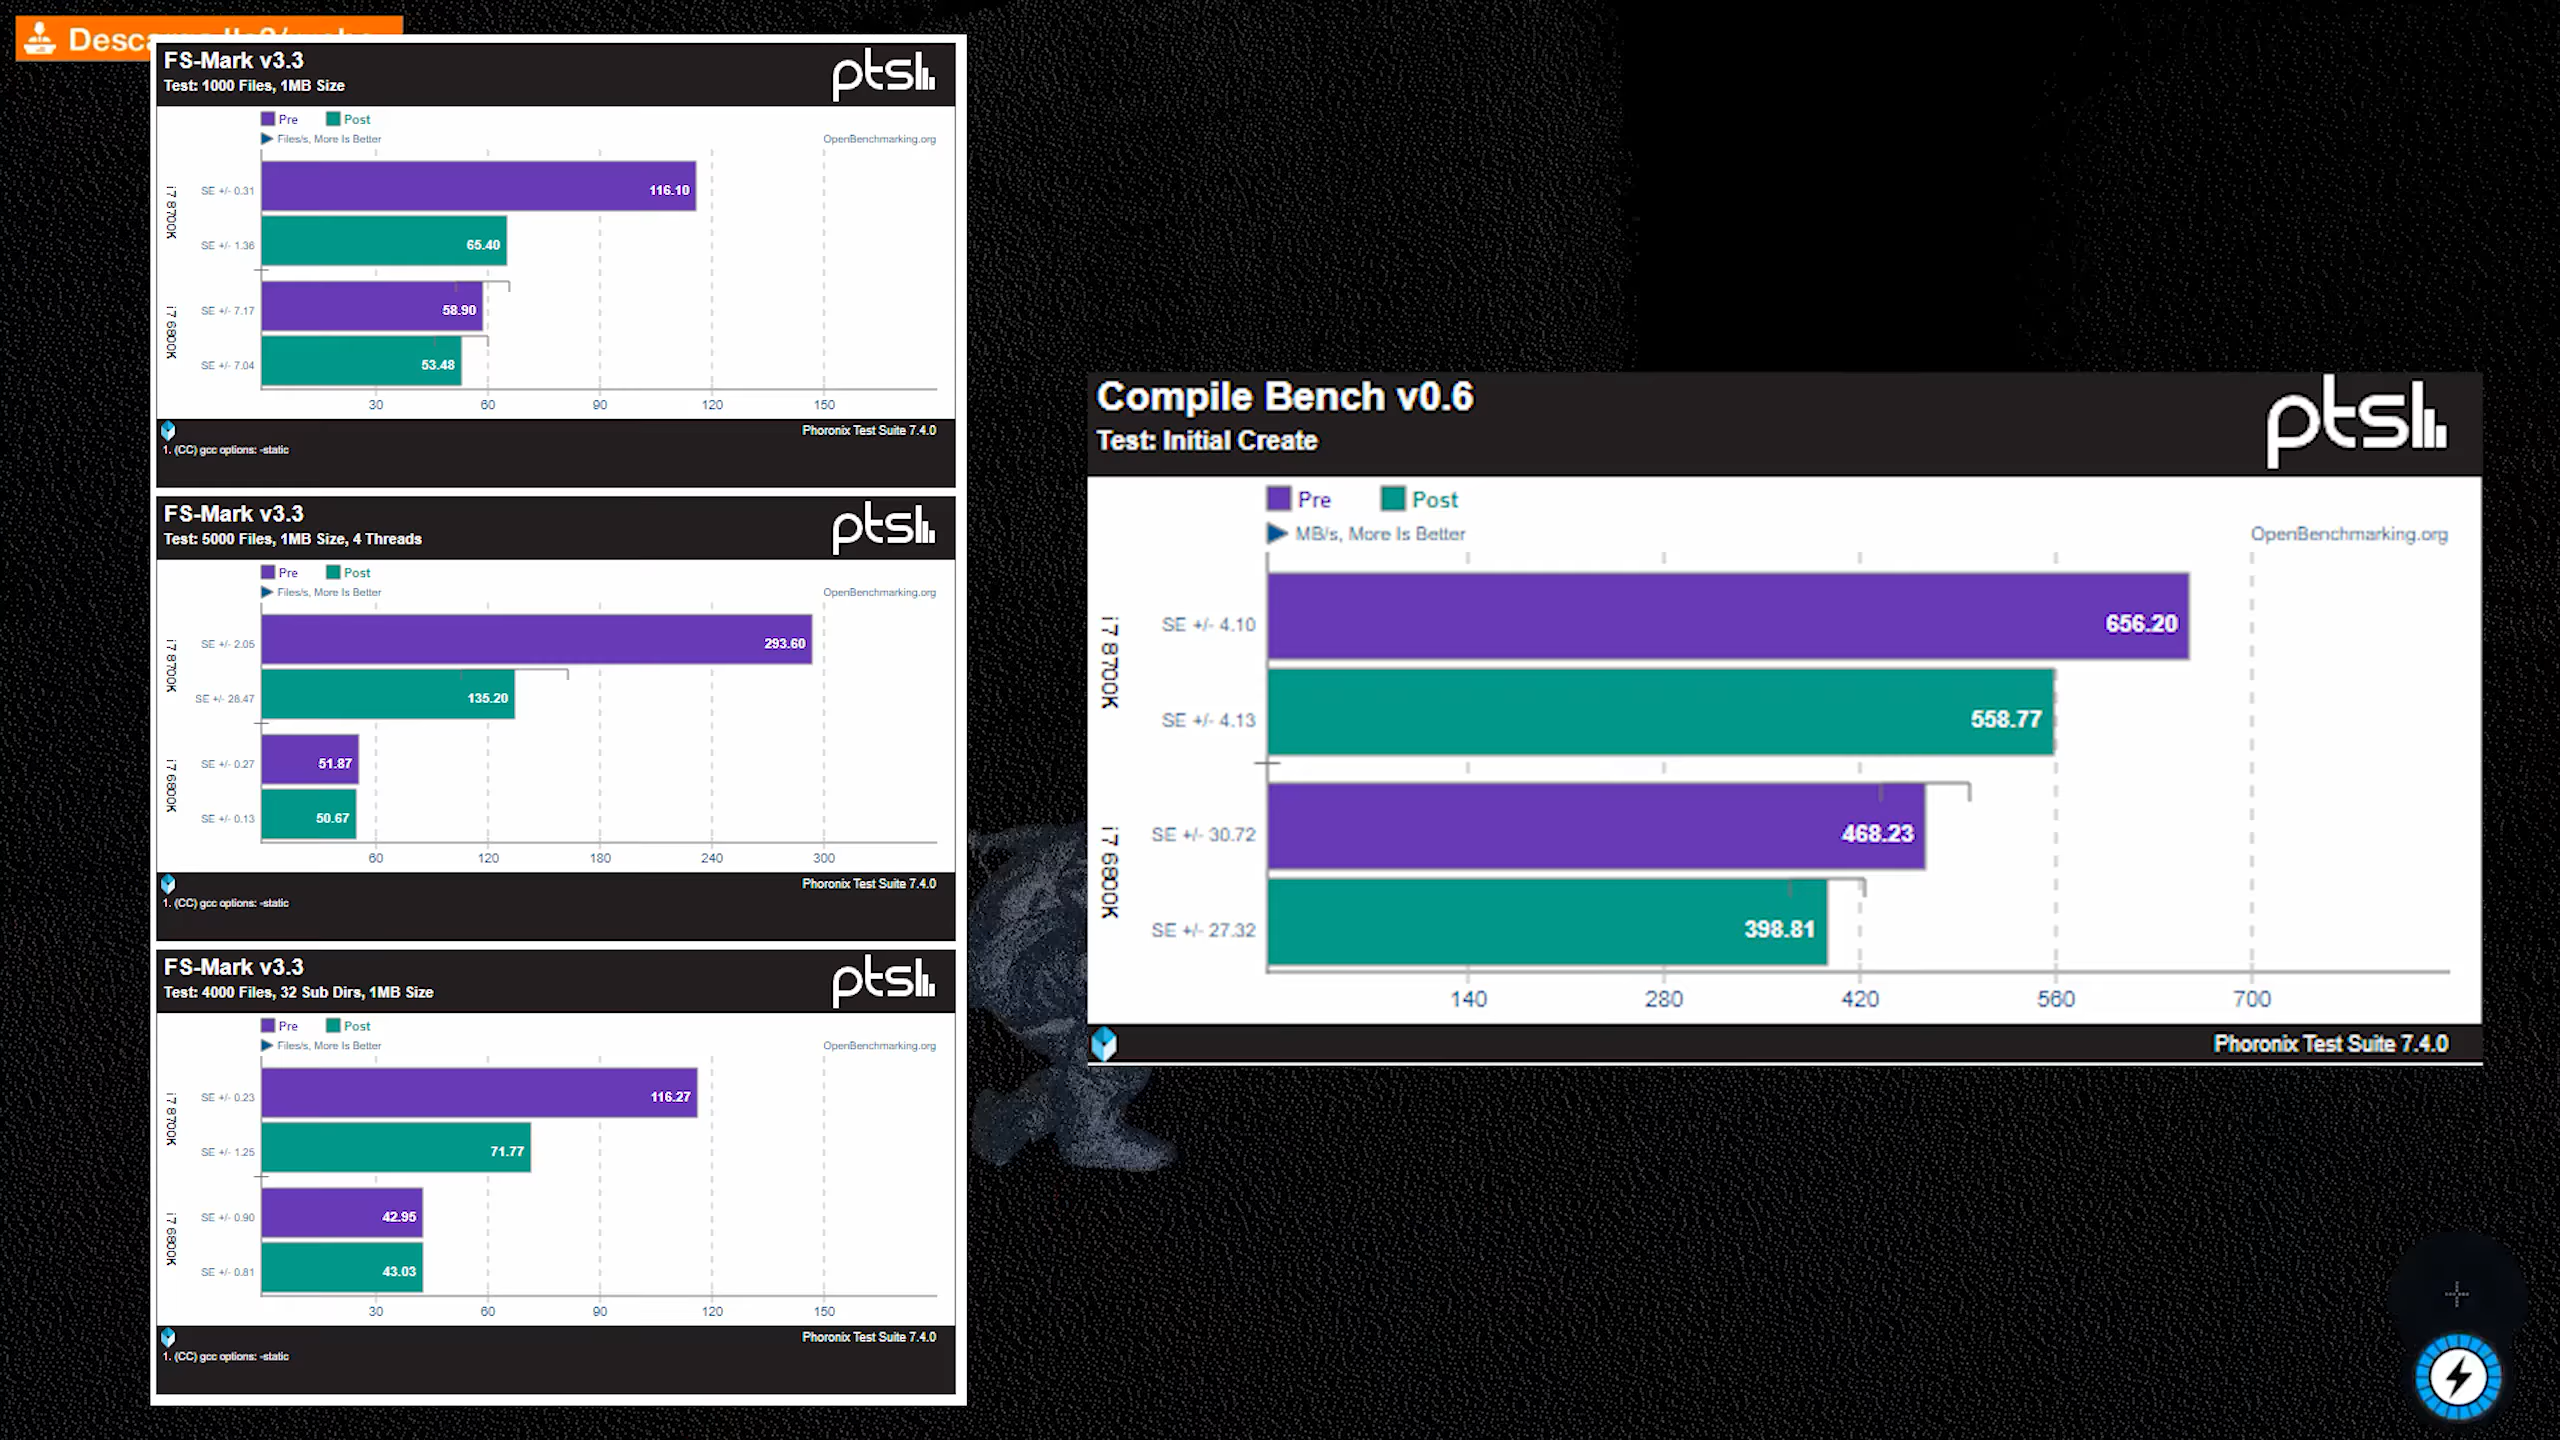 FS-Mark v3.3
Test: 1000 Files, 1MB Size
pts
Pre Post
Files/s, More Is Better
OpenBenchmarking.org
i7 8700K
SE +/- 0.31
116.10
SE +/- 1.36
65.40
i7 6800K
SE +/- 7.17
58.90
SE +/- 7.04
53.48
30 60 90 120 150
Phoronix Test Suite 7.4.0
1. (CC) gcc options: -static
FS-Mark v3.3
Test: 5000 Files, 1MB Size, 4 Threads
pts
Pre Post
Files/s, More Is Better
OpenBenchmarking.org
i7 8700K
SE +/- 2.05
293.60
SE +/- 28.47
135.20
i7 6800K
SE +/- 0.27
51.87
SE +/- 0.13
50.67
60 120 180 240 300
Phoronix Test Suite 7.4.0
1. (CC) gcc options: -static
FS-Mark v3.3
Test: 4000 Files, 32 Sub Dirs, 1MB Size
pts
Pre Post
Files/s, More Is Better
OpenBenchmarking.org
i7 8700K
SE +/- 0.23
116.27
SE +/- 1.25
71.77
i7 6800K
SE +/- 0.90
42.95
SE +/- 0.81
43.03
30 60 90 120 150
Phoronix Test Suite 7.4.0
1. (CC) gcc options: -static
Compile Bench v0.6
Test: Initial Create
pts
Pre Post
MB/s, More Is Better
OpenBenchmarking.org
i7 8700K
SE +/- 4.10
656.20
SE +/- 4.13
558.77
i7 6800K
SE +/- 30.72
468.23
SE +/- 27.32
398.81
140 280 420 560 700
Phoronix Test Suite 7.4.0